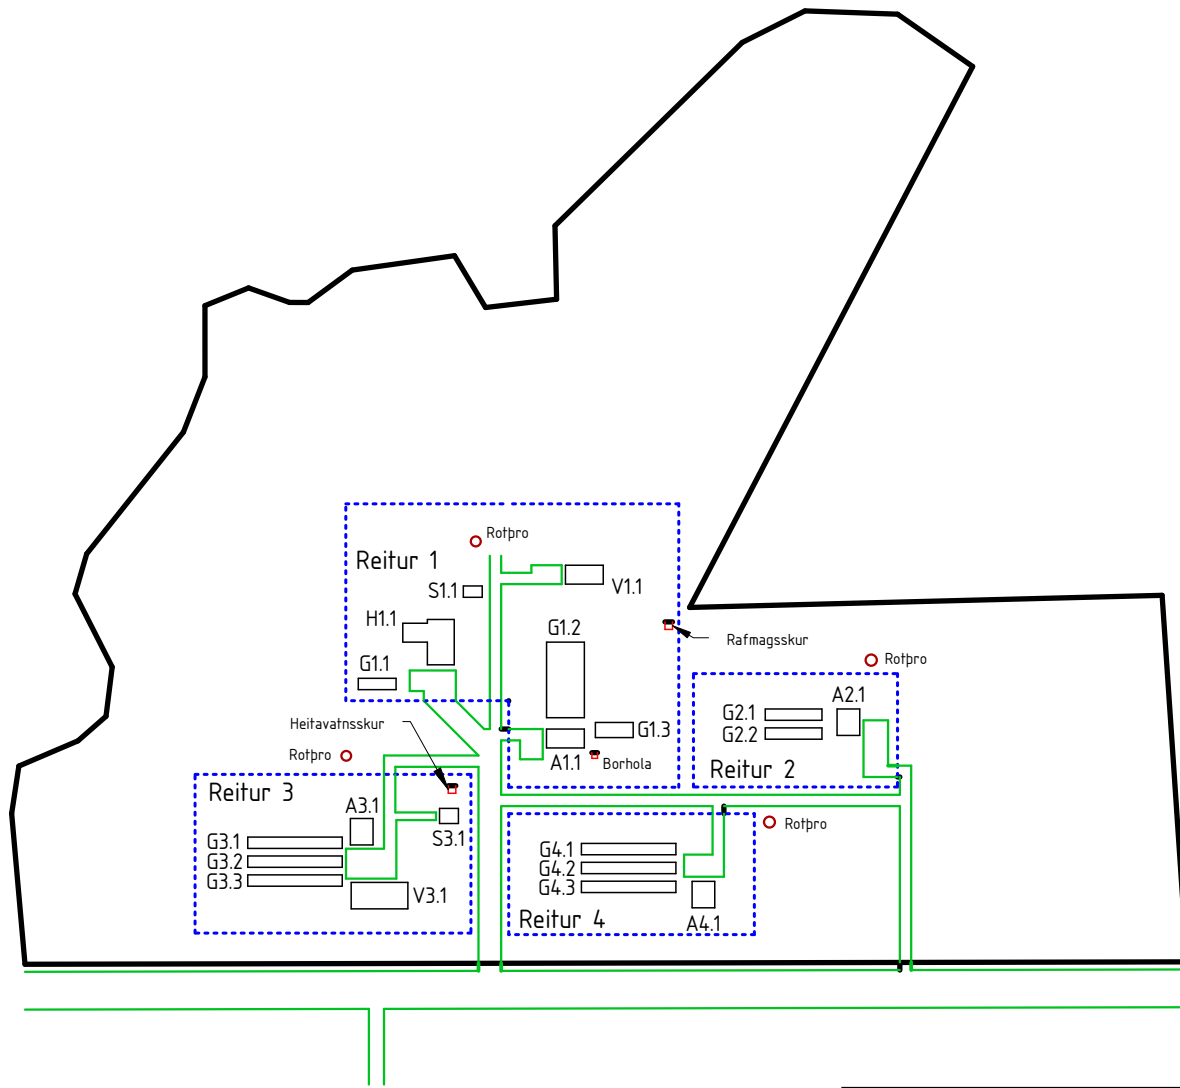 Rotþro
Reitur 1
S1.1
V1.1
H1.1
G1.2
Rafmagsskur
G1.1
Rotþro
A2.1
G2.1
G2.2
Heitavatnsskur
G1.3
Rotþro
A1.1
Borhola
Reitur 2
Reitur 3
A3.1
S3.1
Rotþro
G3.1
G3.2
G3.3
V3.1
G4.1
G4.2
G4.3
Reitur 4
A4.1